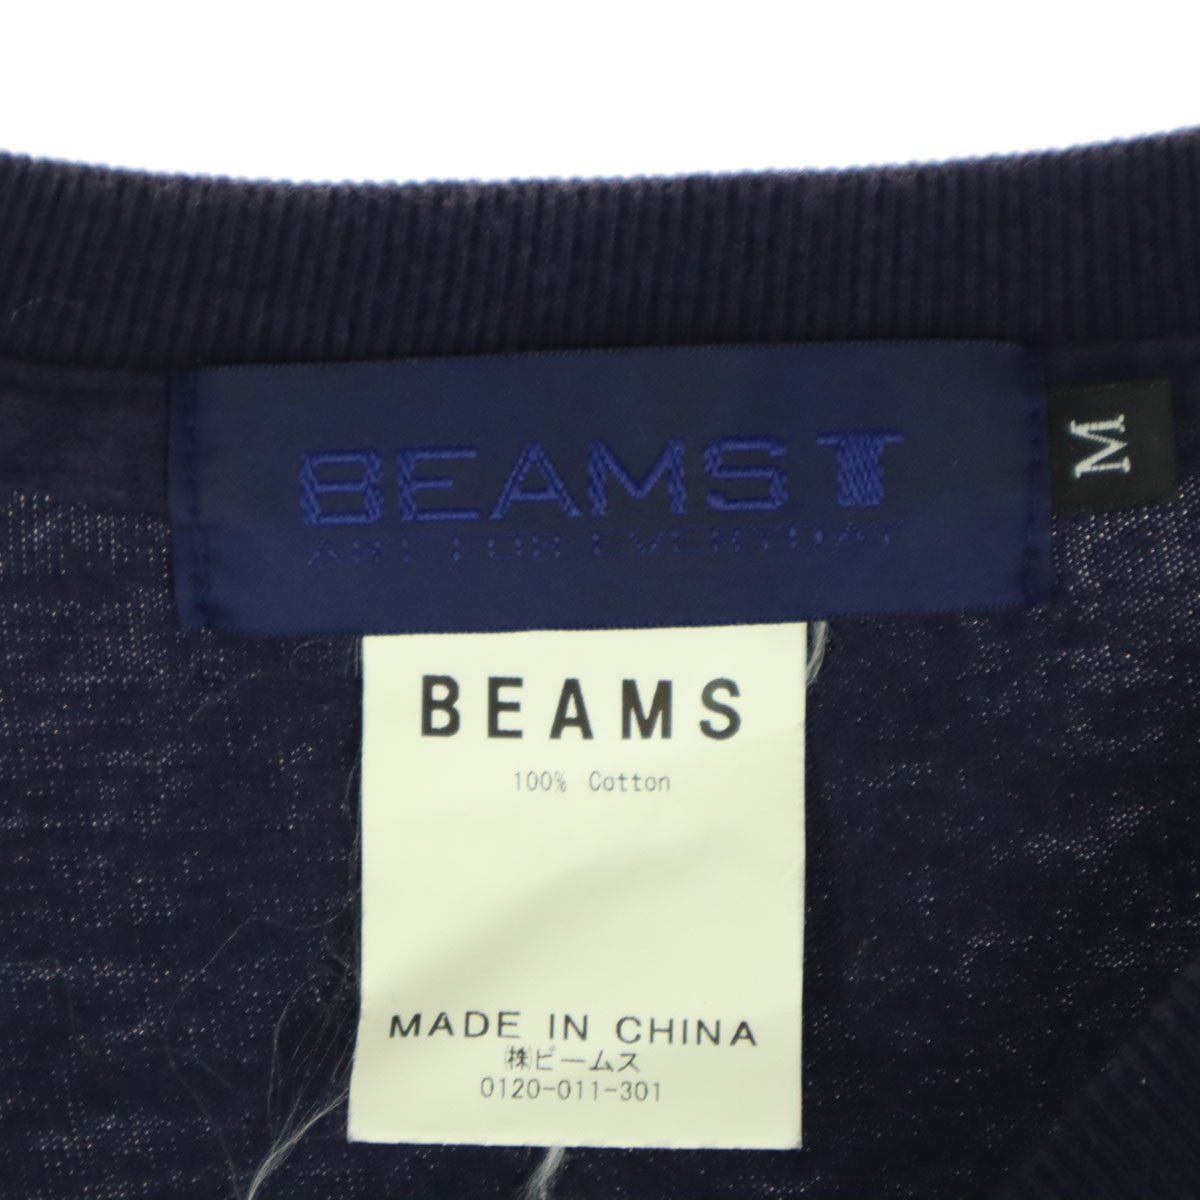 BEAMS T
ART FOR EVERYDAY
M
BEAMS
100% Cotton
MADE IN CHINA
㈱ビームス
0120-011-301